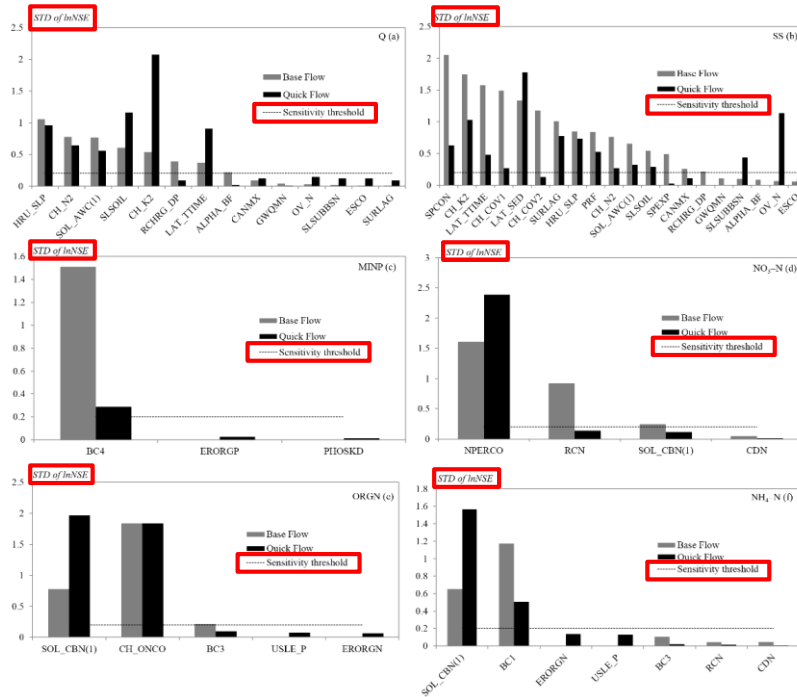 STD of lnNSE
Q (a)
2.5
2
1.5
1
0.5
0
Base Flow
Quick Flow
Sensitivity threshold
HRU_SLP
CH_N2
SOL_AWC(1)
SLSOIL
CH_K2
RCHRG_DP
LAT_TTIME
ALPHA_BF
CANMX
GWQMN
OV_N
SLSUBBSN
ESCO
SURLAG
STD of lnNSE
SS (b)
2.5
2
1.5
1
0.5
0
Base Flow
Quick Flow
Sensitivity threshold
SPCON
CH_K2
LAT_TTIME
CH_COV1
LAT_SED
CH_COV2
SURLAG
HRU_SLP
PRF
CH_N2
SOL_AWC(1)
SLSOIL
SPEXP
CANMX
RCHRG_DP
GWQMN
SLSUBBSN
ALPHA_BF
OV_N
ESCO
STD of lnNSE
MINP (c)
1.6
1.4
1.2
1
0.8
0.6
0.4
0.2
0
Base Flow
Quick Flow
Sensitivity threshold
BC4
ERORGP
PHOSKD
STD of lnNSE
NO3-N (d)
3
2.5
2
1.5
1
0.5
0
Base Flow
Quick Flow
Sensitivity threshold
NPERCO
RCN
SOL_CBN(1)
CDN
STD of lnNSE
ORGN (e)
2.5
2
1.5
1
0.5
0
Base Flow
Quick Flow
Sensitivity threshold
SOL_CBN(1)
CH_ONCO
BC3
USLE_P
ERORGN
STD of lnNSE
NH4-N (f)
1.8
1.6
1.4
1.2
1
0.8
0.6
0.4
0.2
0
Base Flow
Quick Flow
Sensitivity threshold
SOL_CBN(1)
BC1
ERORGN
USLE_P
BC3
RCN
CDN